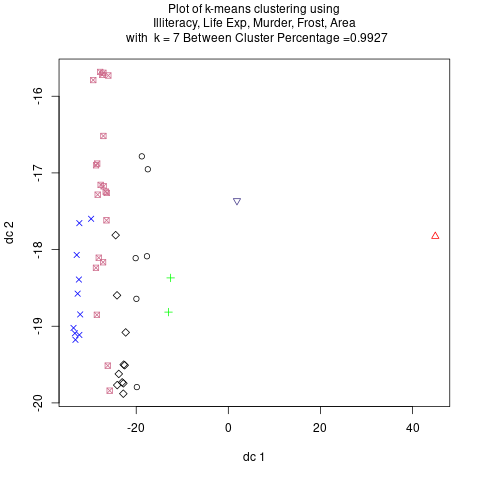 Plot of k-means clustering using
Illiteracy, Life Exp, Murder, Frost, Area
with k = 7 Between Cluster Percentage =0.9927
-16
-17
-18
-19
-20
dc 2
-20
0
20
40
dc 1